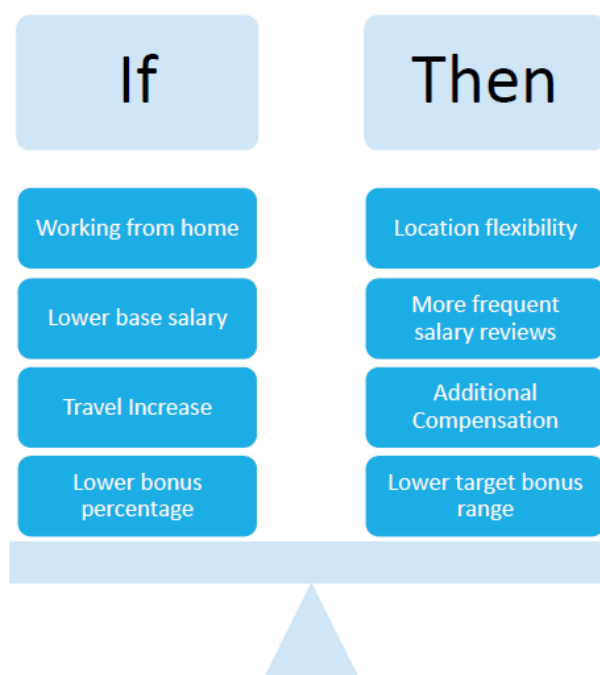 If
Then
Working from home
Location flexibility
Lower base salary
More frequent
salary reviews
Travel Increase
Additional
Compensation
Lower bonus
percentage
Lower target bonus
range